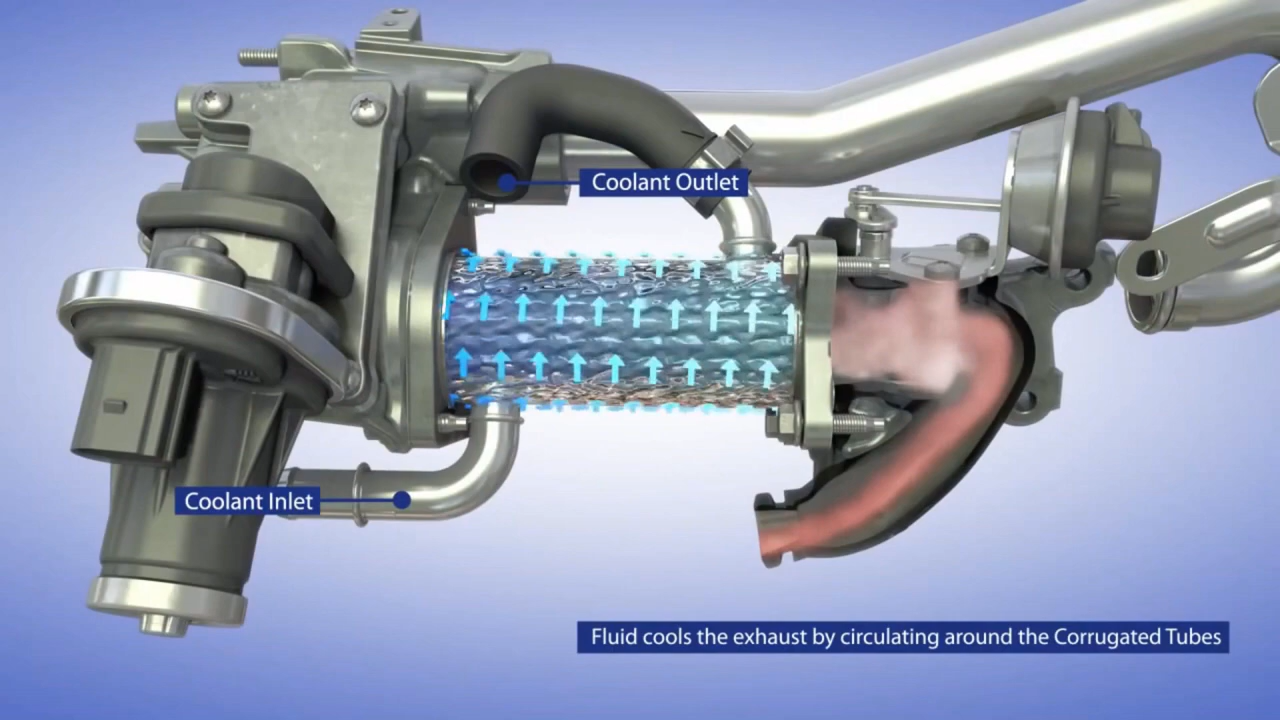 Coolant Outlet
Coolant Inlet
Fluid cools the exhaust by circulating around the Corrugated Tubes